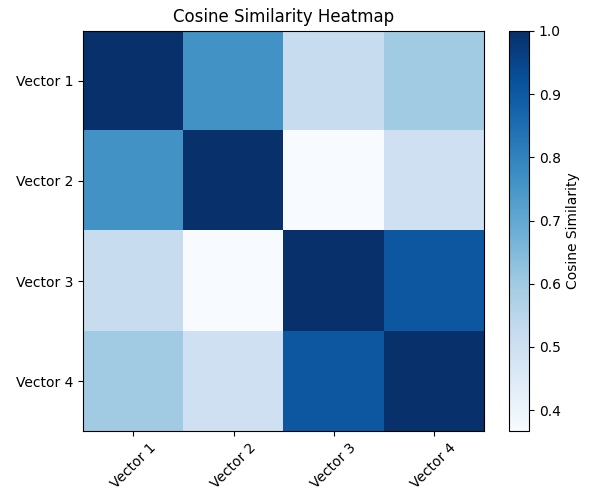 Cosine Similarity Heatmap
Vector 1
Vector 2
Vector 3
Vector 4
Vector 1
Vector 2
Vector 3
Vector 4
1.0
0.9
0.8
0.7
0.6
0.5
0.4
Cosine Similarity